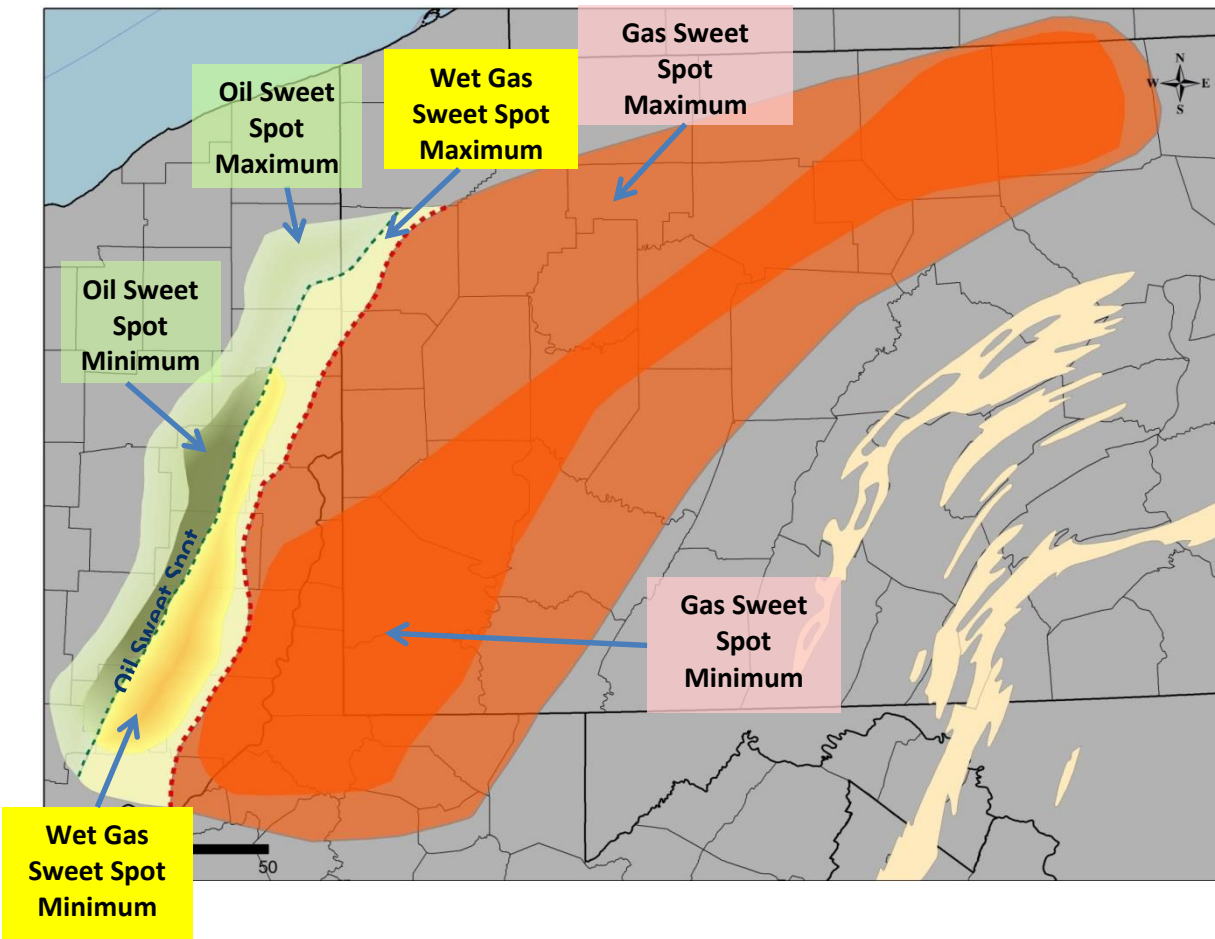 Gas Sweet
Spot
Maximum
Wet Gas
Sweet Spot
Maximum
Oil Sweet
Spot
Maximum
N
W E
S
Oil Sweet
Spot
Minimum
Oil Sweet Spot
Gas Sweet
Spot
Minimum
Wet Gas
Sweet Spot
Minimum
50